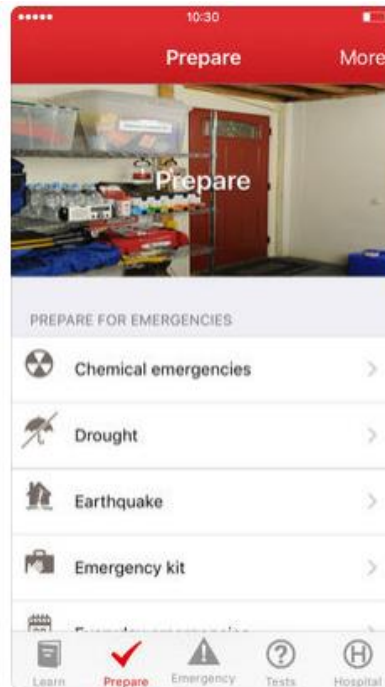 10:30
Prepare
More
Prepare
PREPARE FOR EMERGENCIES
Chemical emergencies
Drought
Earthquake
Emergency kit
Learn
Prepare
Emergency
Tests
Hospital